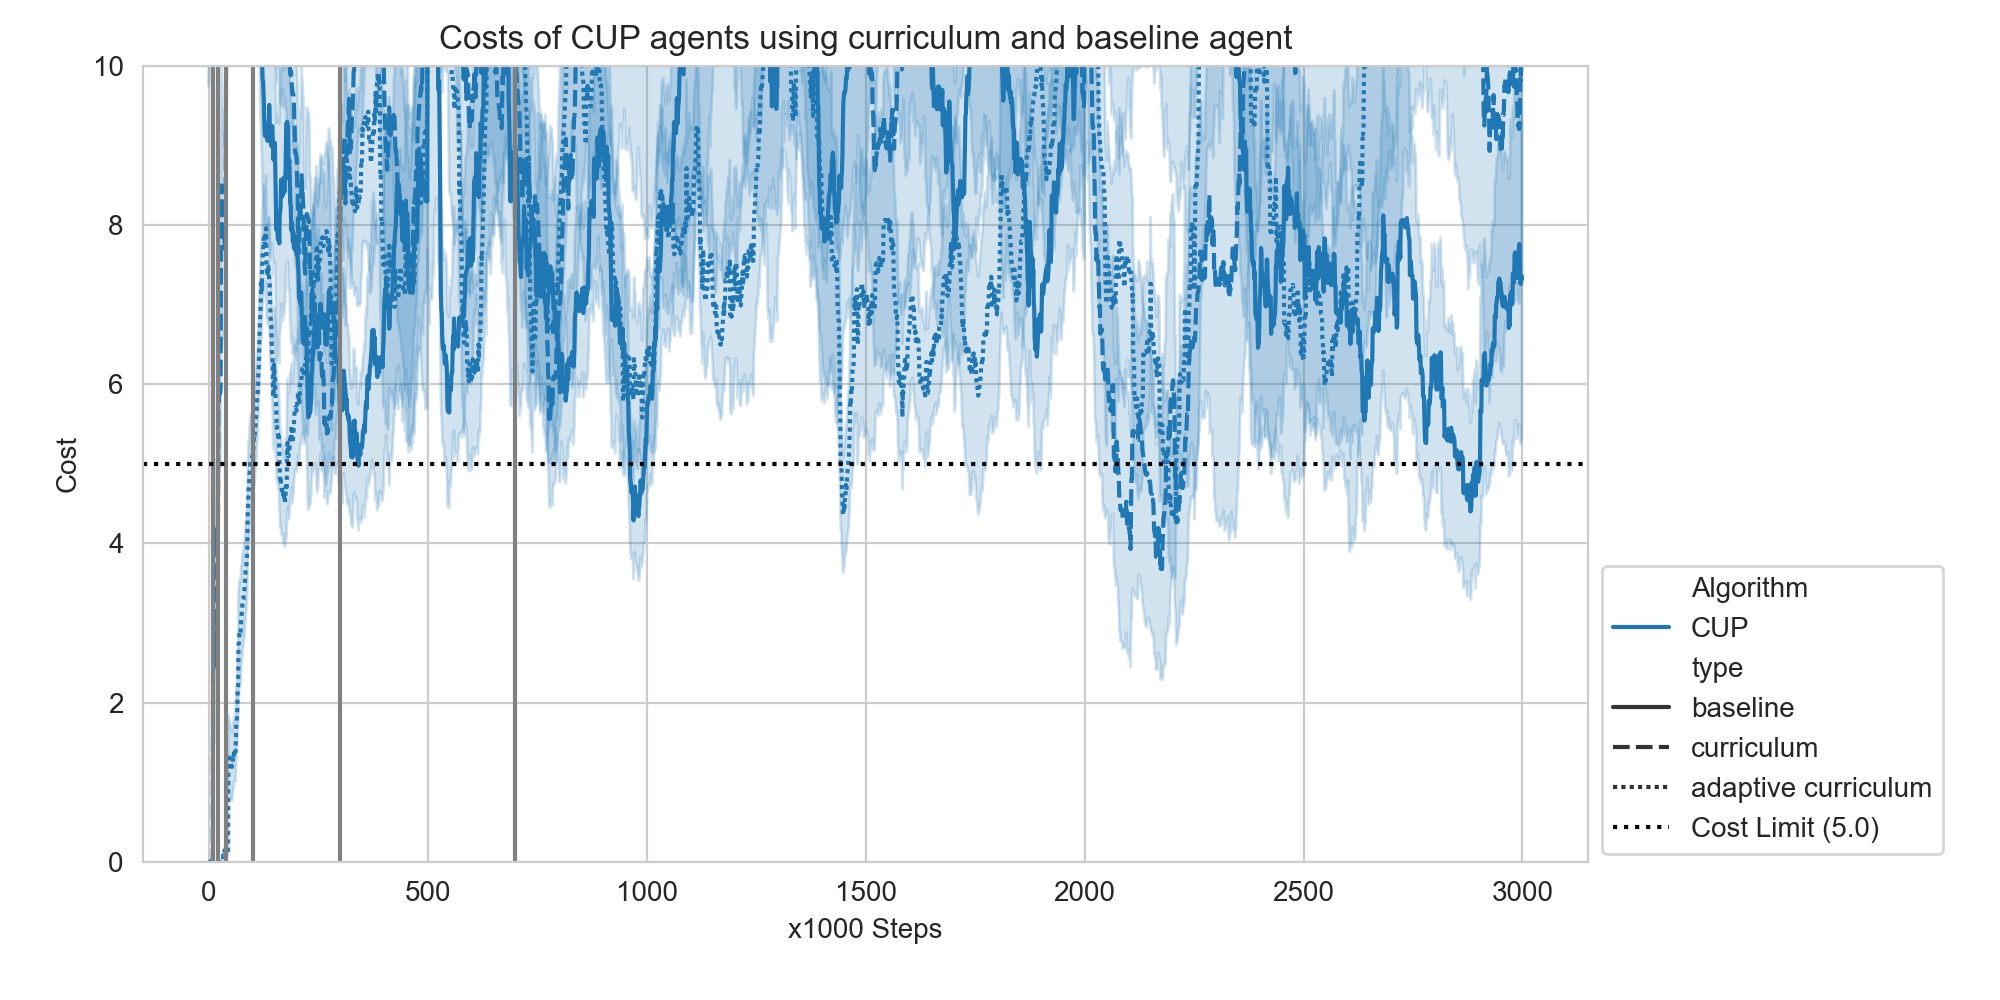 Costs of CUP agents using curriculum and baseline agent
10
8
6
4
2
0
Cost
0 500 1000 1500 2000 2500 3000
x1000 Steps
Algorithm
CUP
type
baseline
curriculum
adaptive curriculum
Cost Limit (5.0)